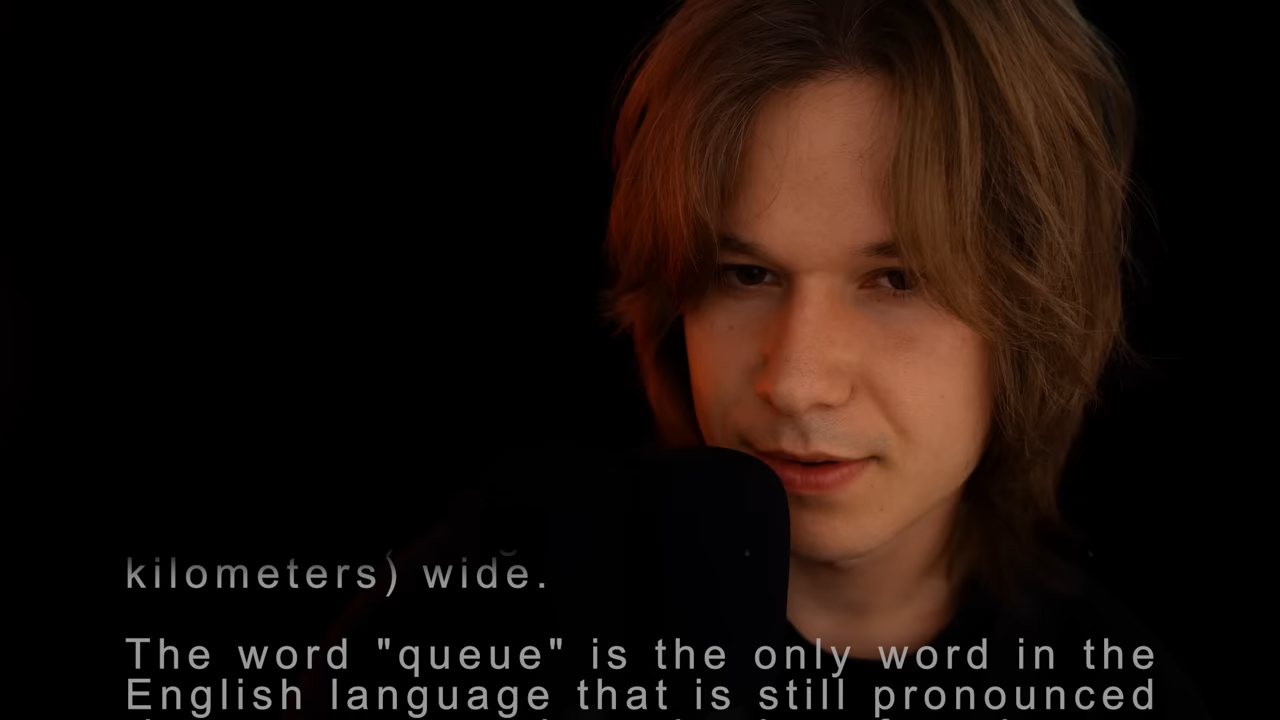 kilometers) wide.
The word "queue" is the only word in the
English language that is still pronounced